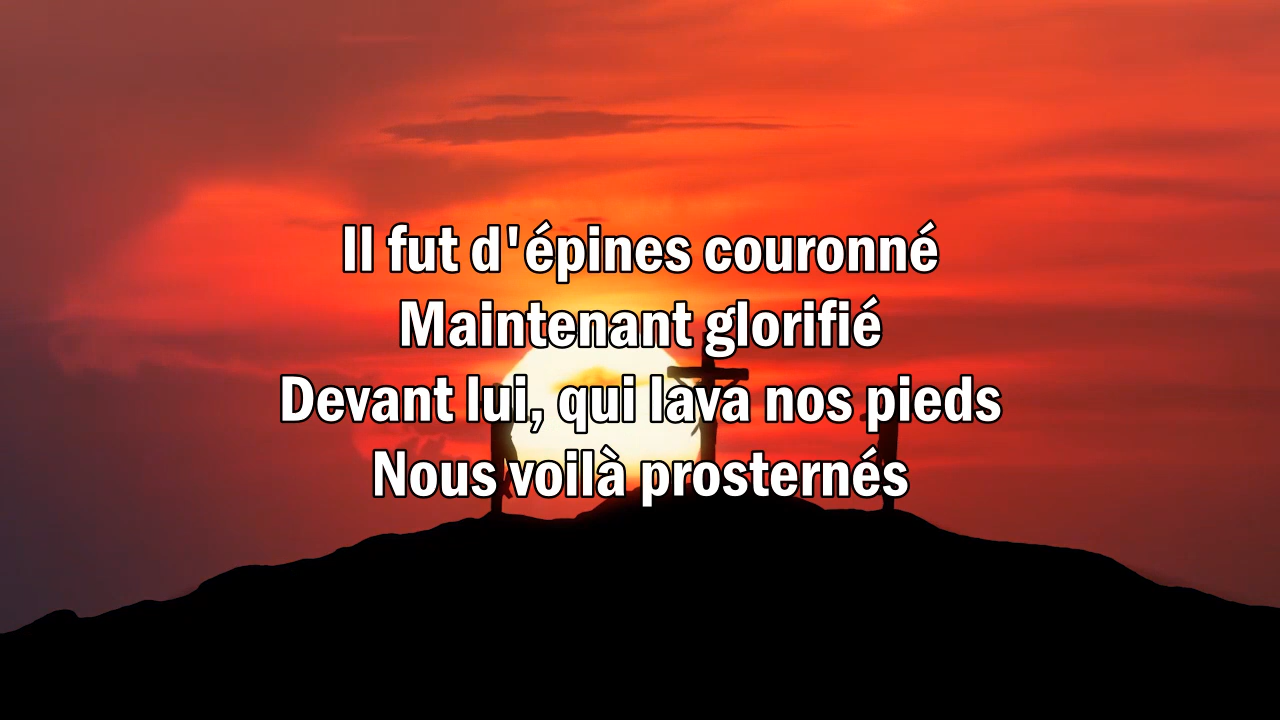 Il fut d'épines couronné
Maintenant glorifié
Devant lui, qui lava nos pieds
Nous voilà prosternés